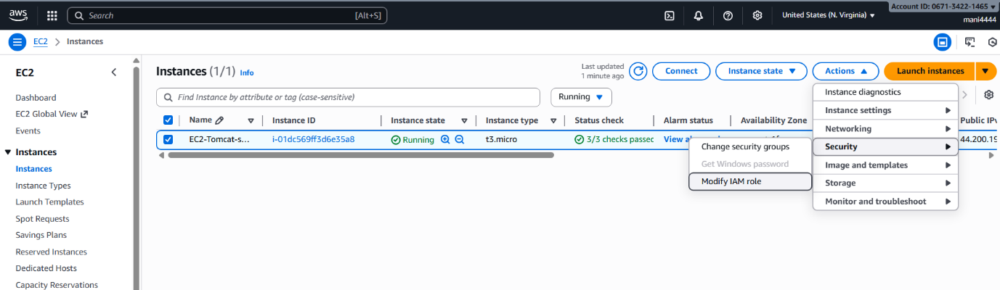 aws
Search [Alt+S]
United States (N. Virginia)
Account ID: 0671-3422-1465
mani4444
EC2 > Instances
EC2
Dashboard
EC2 Global View
Events
Instances
Instances
Instance Types
Launch Templates
Spot Requests
Savings Plans
Reserved Instances
Dedicated Hosts
Capacity Reservations
Instances (1/1) Info
Last updated
1 minute ago
Connect
Instance state
Actions
Launch instances
Find Instance by attribute or tag (case-sensitive)
Running
Name Instance ID Instance state Instance type Status check Alarm status Availability Zone Public IPv
EC2-Tomcat-s... i-01dc569ff3d6e35a8 Running t3.micro 3/3 checks passed View 44.200.19
Instance diagnostics
Instance settings
Networking
Security
Image and templates
Storage
Monitor and troubleshoot
Change security groups
Get Windows password
Modify IAM role